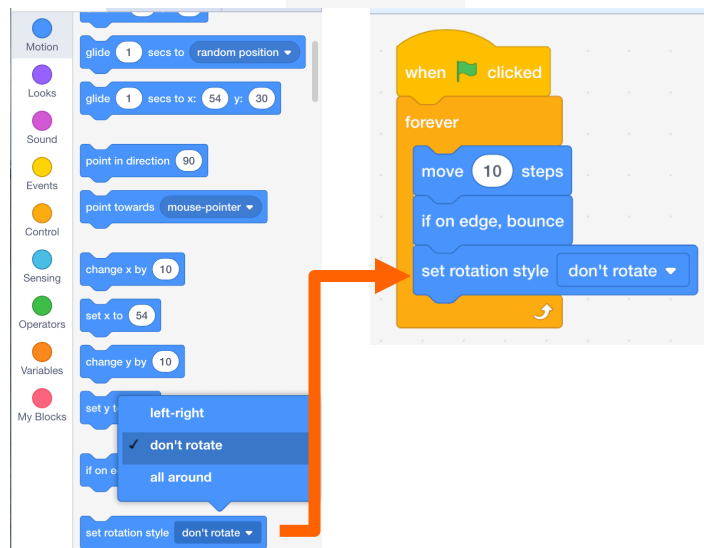 Motion
Looks
Sound
Events
Control
Sensing
Operators
Variables
My Blocks
glide 1 secs to random position
glide 1 secs to x: 54 y: 30
point in direction 90
point towards mouse-pointer
change x by 10
set x to 54
change y by 10
set y t
left-right
✓ don't rotate
all around
if on e
set rotation style don't rotate
when clicked
forever
move 10 steps
if on edge, bounce
set rotation style don't rotate